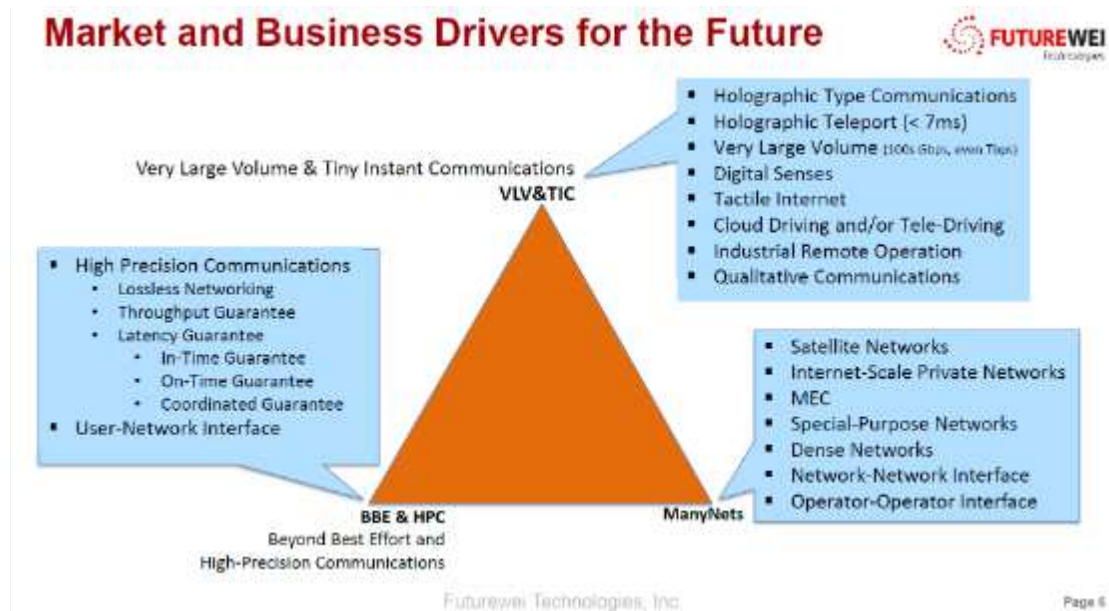 Market and Business Drivers for the Future
FUTUREWEI
Technologies
Holographic Type Communications
Holographic Teleport (< 7ms)
Very Large Volume (100s Gbps, even Tbps)
Digital Senses
Tactile Internet
Cloud Driving and/or Tele-Driving
Industrial Remote Operation
Qualitative Communications
Very Large Volume & Tiny Instant Communications
VLV&TIC
High Precision Communications
Lossless Networking
Throughput Guarantee
Latency Guarantee
In-Time Guarantee
On-Time Guarantee
Coordinated Guarantee
User-Network Interface
Satellite Networks
Internet-Scale Private Networks
MEC
Special-Purpose Networks
Dense Networks
Network-Network Interface
Operator-Operator Interface
BBE & HPC
Beyond Best Effort and
High-Precision Communications
ManyNets
Futurewei Technologies, Inc.
Page 6